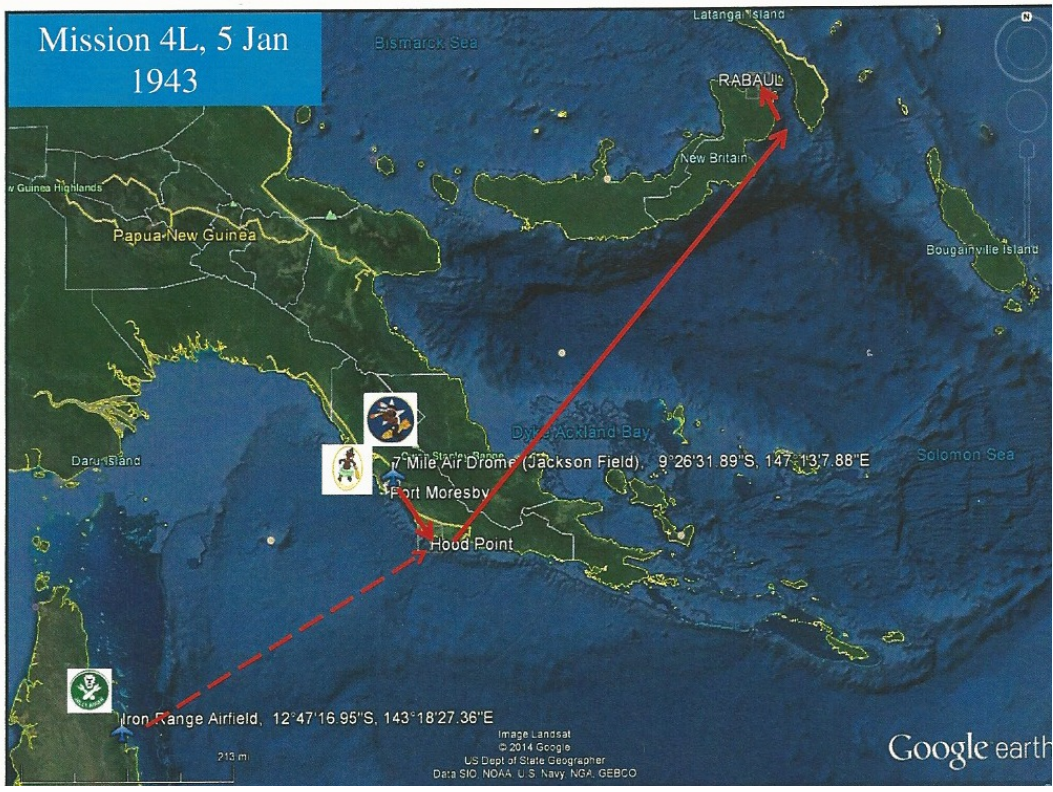 Mission 4L, 5 Jan
1943
Latangai Island
Bismarck Sea
RABAUL
New Britain
w Guinea Highlands
Papua New Guinea
Bougainville Island
Dyke Ackland Bay
Daru island
Owen Stanley Range
7 Mile Air Drome (Jackson Field), 9°26'31.89"S, 147°13'7.88"E
Solomon Sea
Port Moresby
Hood Point
Iron Range Airfield, 12°47'16.95"S, 143°18'27.36"E
213 mi
Image Landsat
© 2014 Google
US Dept of State Geographer
Data SIO, NOAA, U.S. Navy, NGA, GEBCO
Google earth
N